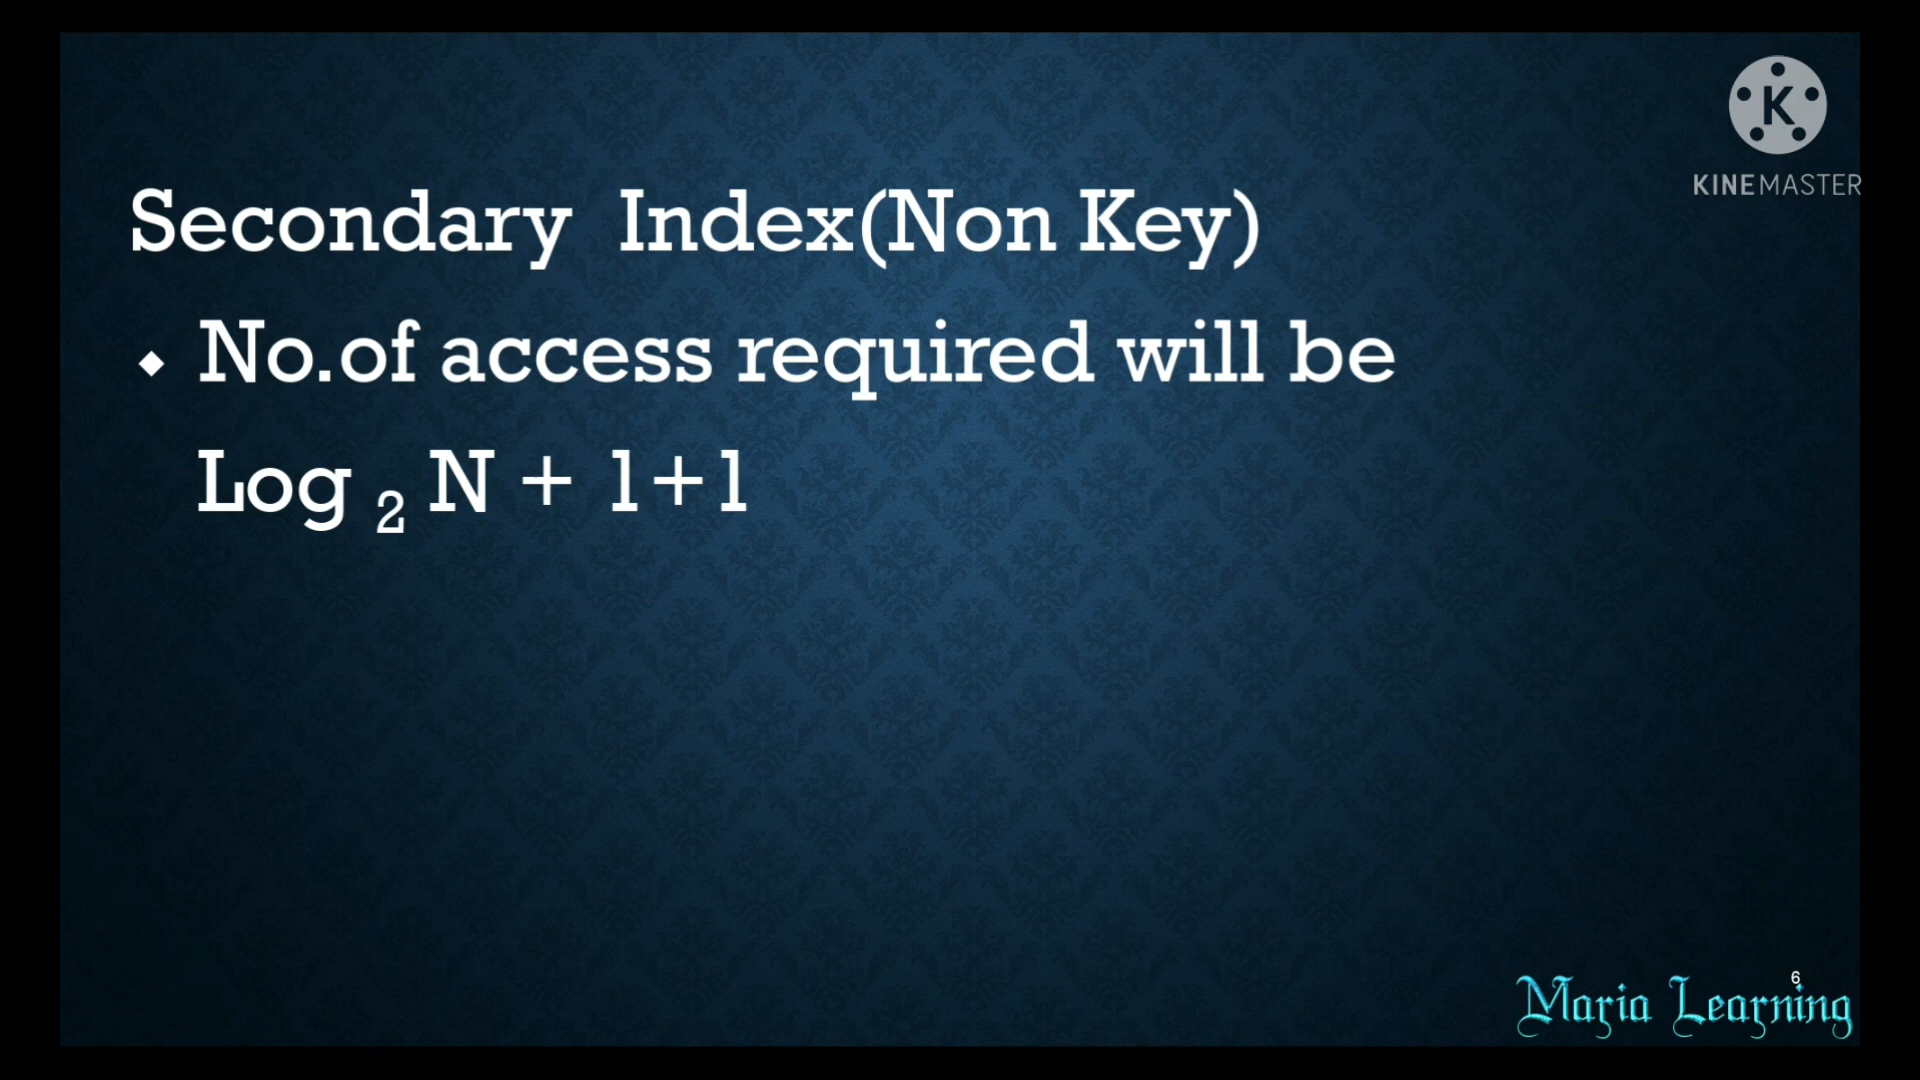 KINEMASTER
Secondary Index(Non Key)
◆ No.of access required will be
Log 2 N + 1+1
6
Maria Learning